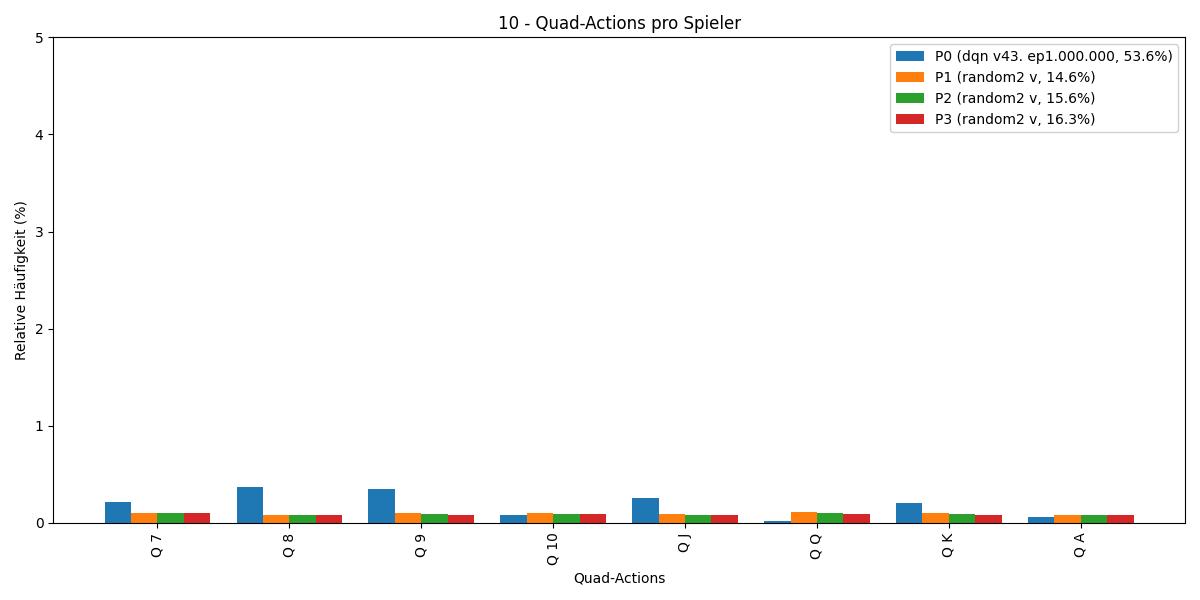 10 - Quad-Actions pro Spieler
P0 (dqn v43. ep1.000.000, 53.6%)
P1 (random2 v, 14.6%)
P2 (random2 v, 15.6%)
P3 (random2 v, 16.3%)
Relative Häufigkeit (%)
5
4
3
2
1
0
Q 7
Q 8
Q 9
Q 10
Q J
Q Q
Q K
Q A
Quad-Actions